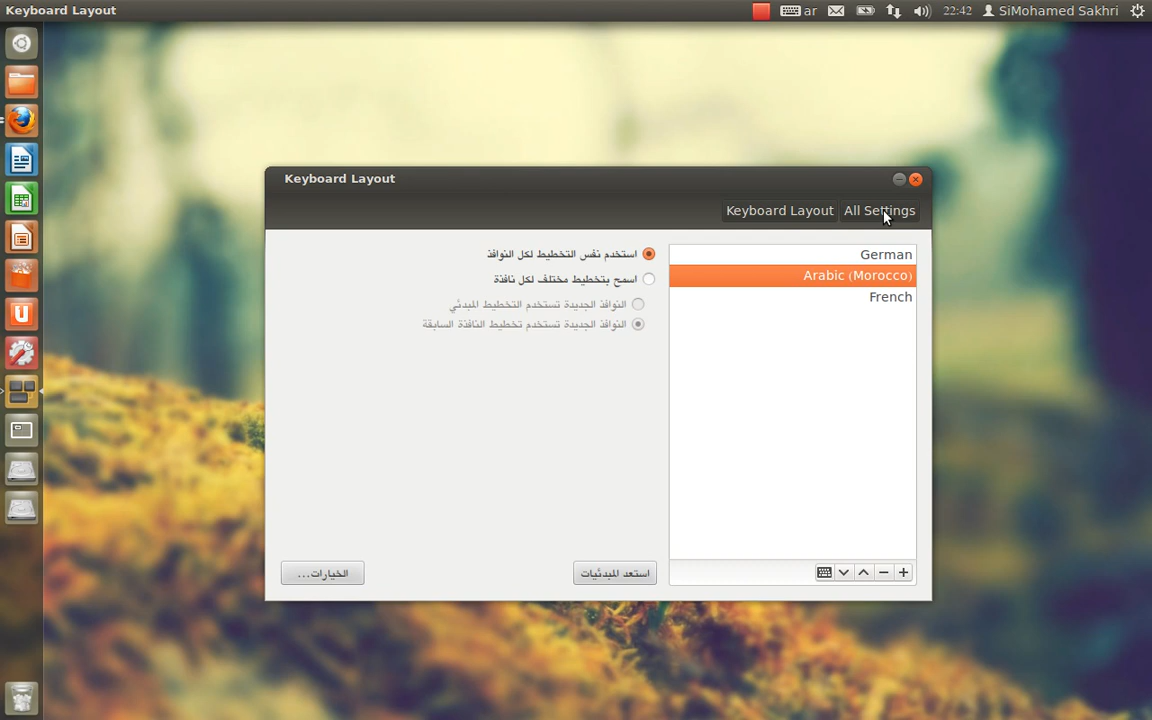 Keyboard Layout
ar
22:42
SiMohamed Sakhri
Keyboard Layout
Keyboard Layout
All Settings
German
Arabic (Morocco)
French
استخدم نفس التخطيط لكل النوافذ
اسمح بتخطيط مختلف لكل نافذة
النوافذ الجديدة تستخدم التخطيط المبدئي
النوافذ الجديدة تستخدم تخطيط النافذة السابقة
استعد المبدئيات
الخيارات...